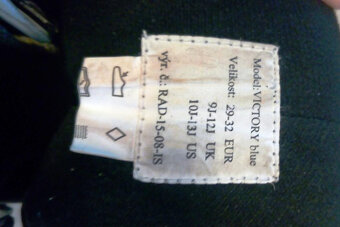 Model:VICTORY blue
Velikost: 29-32 EUR
9J-12J UK
10J-13J US
výr. č.: RAD-15-08-IS